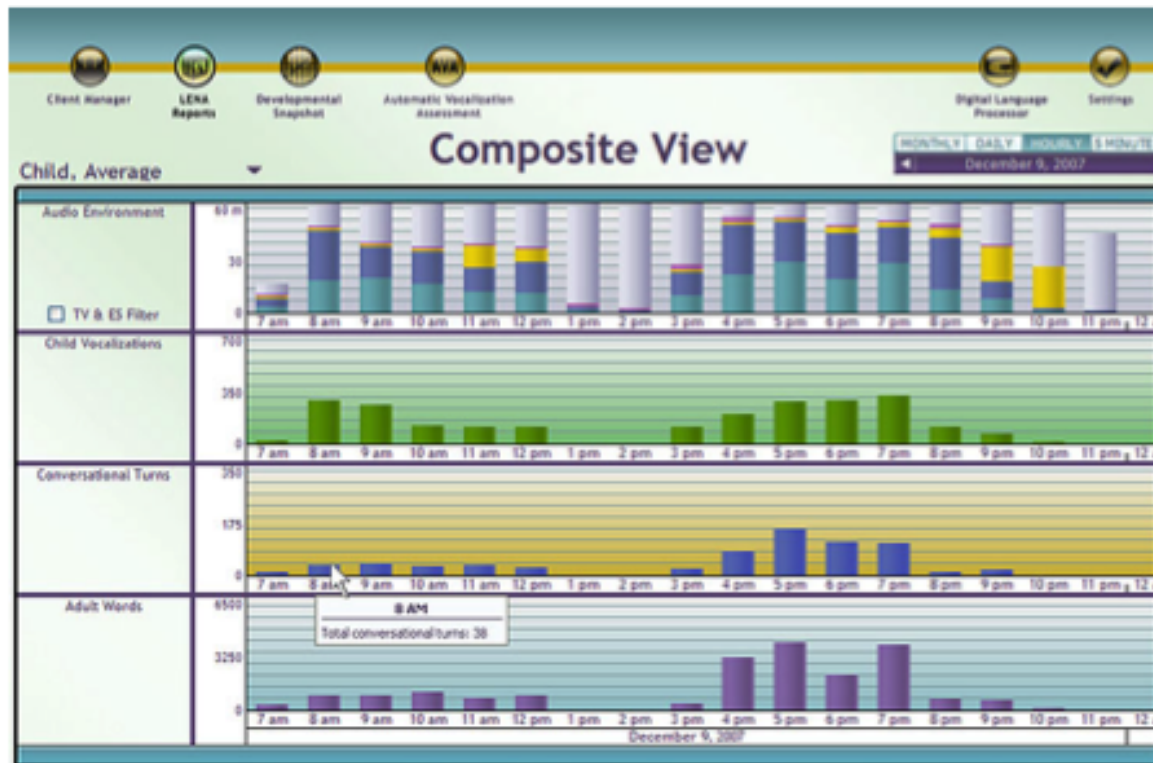 Client Manager
LENA
Reports
Developmental
Snapshot
AVA
Automatic Vocalization
Assessment
Digital Language
Processor
Settings
Composite View
MONTHLY DAILY HOURLY 5 MINUTE
December 9, 2007
Child, Average
Audio Environment
60 m
30
0
TV & ES Filter
7 am 8 am 9 am 10 am 11 am 12 pm 1 pm 2 pm 3 pm 4 pm 5 pm 6 pm 7 pm 8 pm 9 pm 10 pm 11 pm 12
Child Vocalizations
700
350
0
7 am 8 am 9 am 10 am 11 am 12 pm 1 pm 2 pm 3 pm 4 pm 5 pm 6 pm 7 pm 8 pm 9 pm 10 pm 11 pm 12
Conversational Turns
350
175
0
7 am 8 am 9 am 10 am 11 am 12 pm 1 pm 2 pm 3 pm 4 pm 5 pm 6 pm 7 pm 8 pm 9 pm 10 pm 11 pm 12
8 AM
Total conversational turns: 38
Adult Words
6500
3250
0
7 am 8 am 9 am 10 am 11 am 12 pm 1 pm 2 pm 3 pm 4 pm 5 pm 6 pm 7 pm 8 pm 9 pm 10 pm 11 pm 12
December 9, 2007